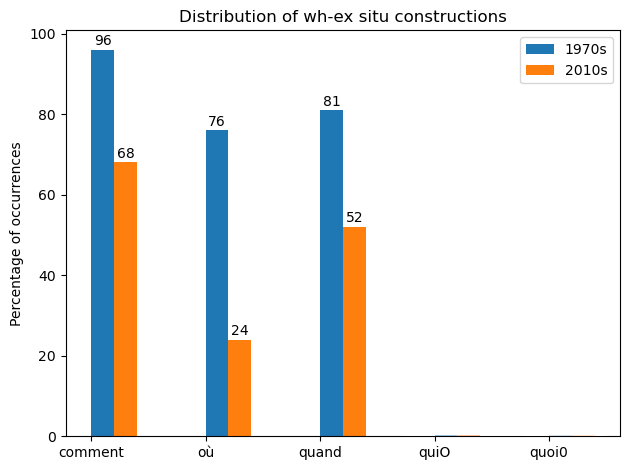 Distribution of wh-ex situ constructions
1970s
2010s
Percentage of occurrences
100
80
60
40
20
0
96
68
76
24
81
52
comment
où
quand
quiO
quoi0